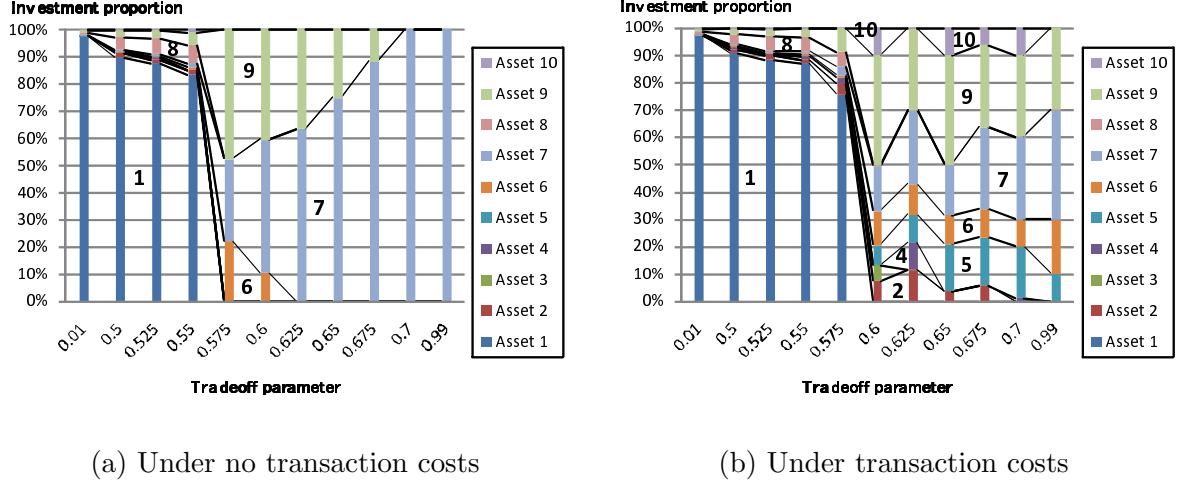 Investment proportion
100%
90%
80%
70%
60%
50%
40%
30%
20%
10%
0%
1
8
9
7
6
0.01
0.5
0.525
0.55
0.575
0.6
0.625
0.65
0.675
0.7
0.99
Tradeoff parameter
Asset 10
Asset 9
Asset 8
Asset 7
Asset 6
Asset 5
Asset 4
Asset 3
Asset 2
Asset 1
(a) Under no transaction costs
Investment proportion
100%
90%
80%
70%
60%
50%
40%
30%
20%
10%
0%
1
8
10
10
9
7
6
4
5
2
0.01
0.5
0.525
0.55
0.575
0.6
0.625
0.65
0.675
0.7
0.99
Tradeoff parameter
Asset 10
Asset 9
Asset 8
Asset 7
Asset 6
Asset 5
Asset 4
Asset 3
Asset 2
Asset 1
(b) Under transaction costs